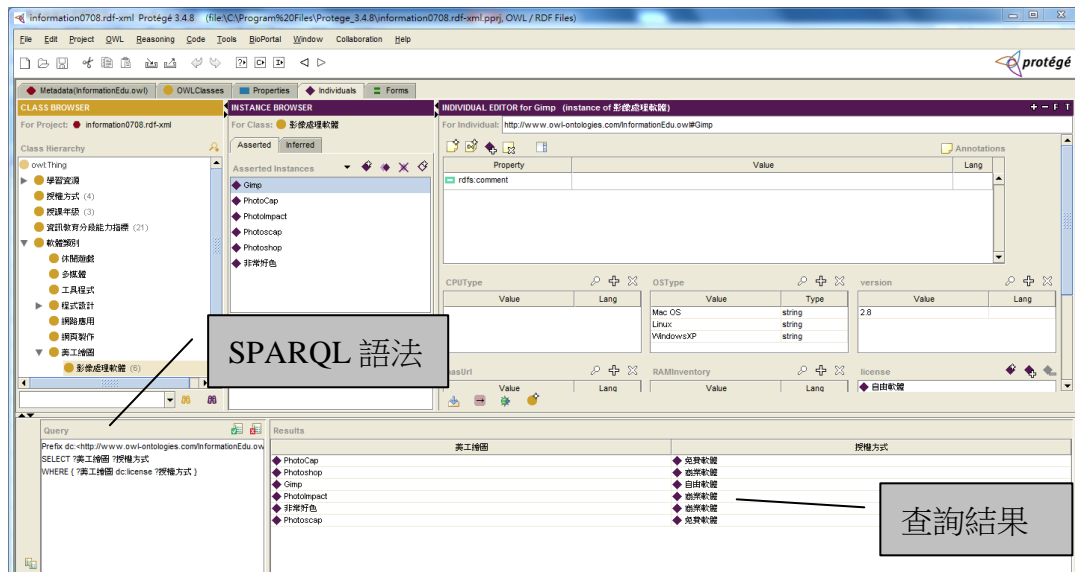 information0708.rdf-xml Protégé 3.4.8 (file:\C:\Program%20Files\Protege_3.4.8\information0708.rdf-xml.pprj, OWL / RDF Files)
File Edit Project OWL Reasoning Code Tools BioPortal Window Collaboration Help
protégé
Metadata(InformationEdu.owl) OWLClasses Properties Individuals Forms
CLASS BROWSER
For Project: information0708.rdf-xml
Class Hierarchy
owl:Thing
學習資源
授權方式 (4)
授課年級 (3)
資訊教育分段能力指標 (21)
軟體類別
休閒遊戲
多媒體
工具程式
程式設計
網路應用
網頁製作
美工繪圖
影像處理軟體 (6)
INSTANCE BROWSER
For Class: 影像處理軟體
Asserted Inferred
Asserted Instances
Gimp
PhotoCap
PhotoImpact
Photoscap
Photoshop
非常好色
INDIVIDUAL EDITOR for Gimp (instance of 影像處理軟體)
+ - F T
For Individual: http://www.owl-ontologies.com/InformationEdu.owl#Gimp
Annotations
Property Value Lang
rdfs:comment
CPUType
Value Lang
OSType
Value Type
Mac OS string
Linux string
WindowsXP string
version
Value Lang
2.8
hasUrl
Value Lang
RAMInventory
Value Lang
license
自由軟體
SPARQL 語法
Query
Prefix dc:<http://www.owl-ontologies.com/InformationEdu.ow
SELECT ?美工繪圖 ?授權方式
WHERE { ?美工繪圖 dc:license ?授權方式 }
Results
美工繪圖 授權方式
PhotoCap 免費軟體
Photoshop 商業軟體
Gimp 自由軟體
PhotoImpact 商業軟體
非常好色 商業軟體
Photoscap 免費軟體
查詢結果